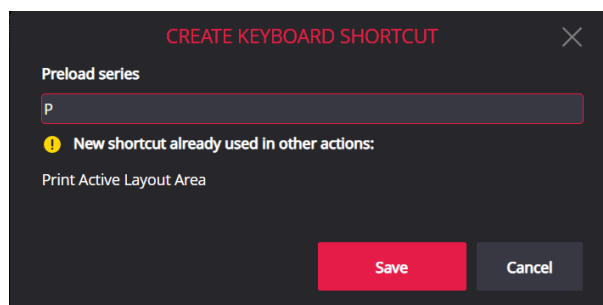 CREATE KEYBOARD SHORTCUT
Preload series
P
New shortcut already used in other actions:
Print Active Layout Area
Save Cancel